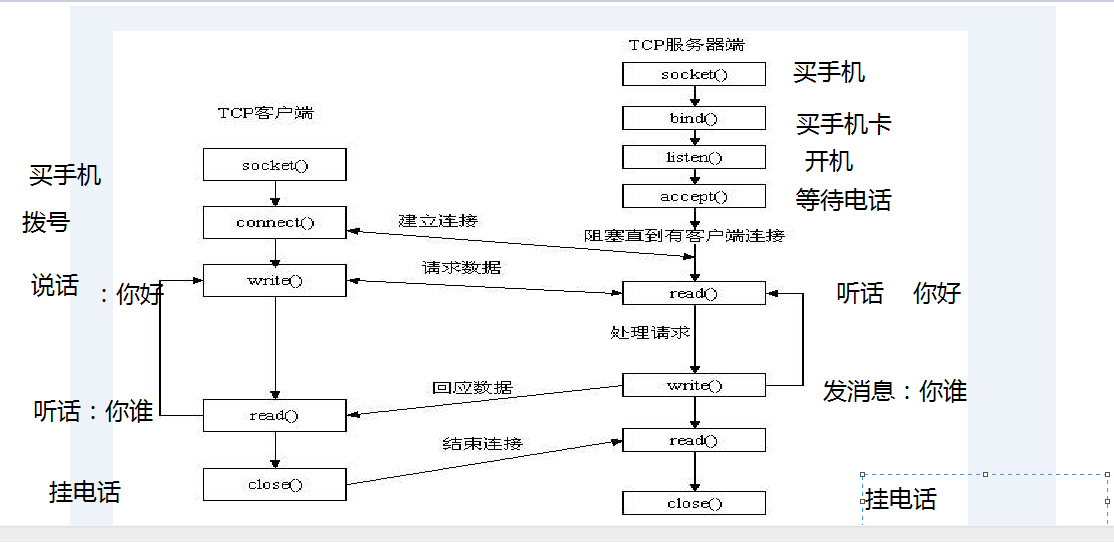 TCP服务器端
socket()
买手机
bind()
买手机卡
listen()
开机
accept()
等待电话
阻塞直到有客户端连接
TCP客户端
买手机
socket()
拨号
connect()
建立连接
说话 ：你好
write()
请求数据
read()
听话 你好
处理请求
回应数据
write()
发消息：你谁
听话：你谁
read()
结束连接
read()
挂电话
close()
close()
挂电话